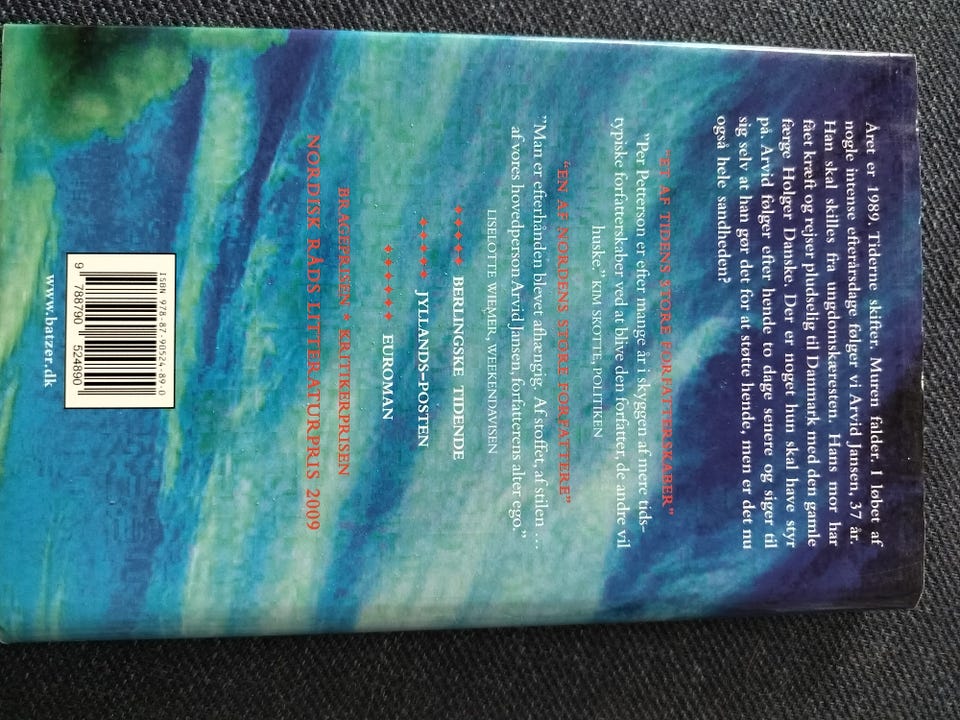 Året er 1989. Tiderne skifter. Muren falder. I løbet af
nogle intense efterårsdage følger vi Arvid Jansen, 37 år.
Han skal skilles fra ungdomskæresten. Hans mor har
fået kræft og rejser pludselig til Danmark med den gamle
færge Holger Danske. Der er noget hun skal have styr
på. Arvid følger efter hende to dage senere og siger til
sig selv at han gør det for at støtte hende, men er det nu
også hele sandheden?
"ET AF TIDENS STORE FORFATTERSKABER"
"Per Petterson er efter mange år i skyggen af mere tids-
typiske forfatterskaber ved at blive den forfatter, de andre vil
huske." KIM SKOTTE, POLITIKEN
"EN AF NORDENS STORE FORFATTERE"
"Man er efterhånden blevet afhængig. Af stoffet, af stilen ...
af vores hovedperson Arvid Jansen, forfatterens alter ego."
LISELOTTE WIEMER, WEEKENDAVISEN
✦✦✦✦✦ BERLINGSKE TIDENDE
✦✦✦✦✦ JYLLANDS-POSTEN
✦✦✦✦✦✦ EUROMAN
BRAGEPRISEN * KRITIKERPRISEN
NORDISK RÅDS LITTERATURPRIS 2009
ISBN 978-87-90524-89-0
9 788790 524890
www.batzer.dk